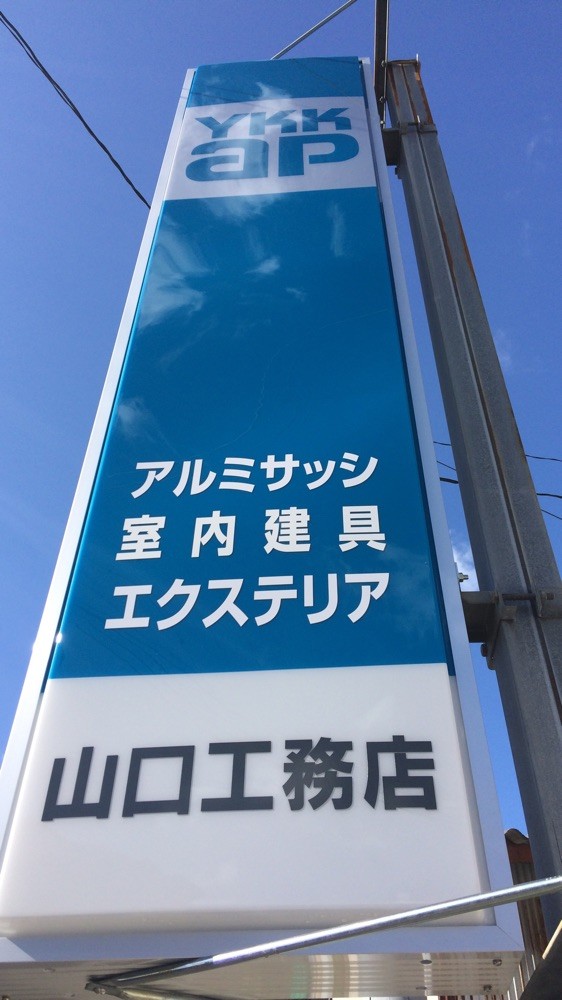 YKK
ap
アルミサッシ
室内建具
エクステリア
山口工務店